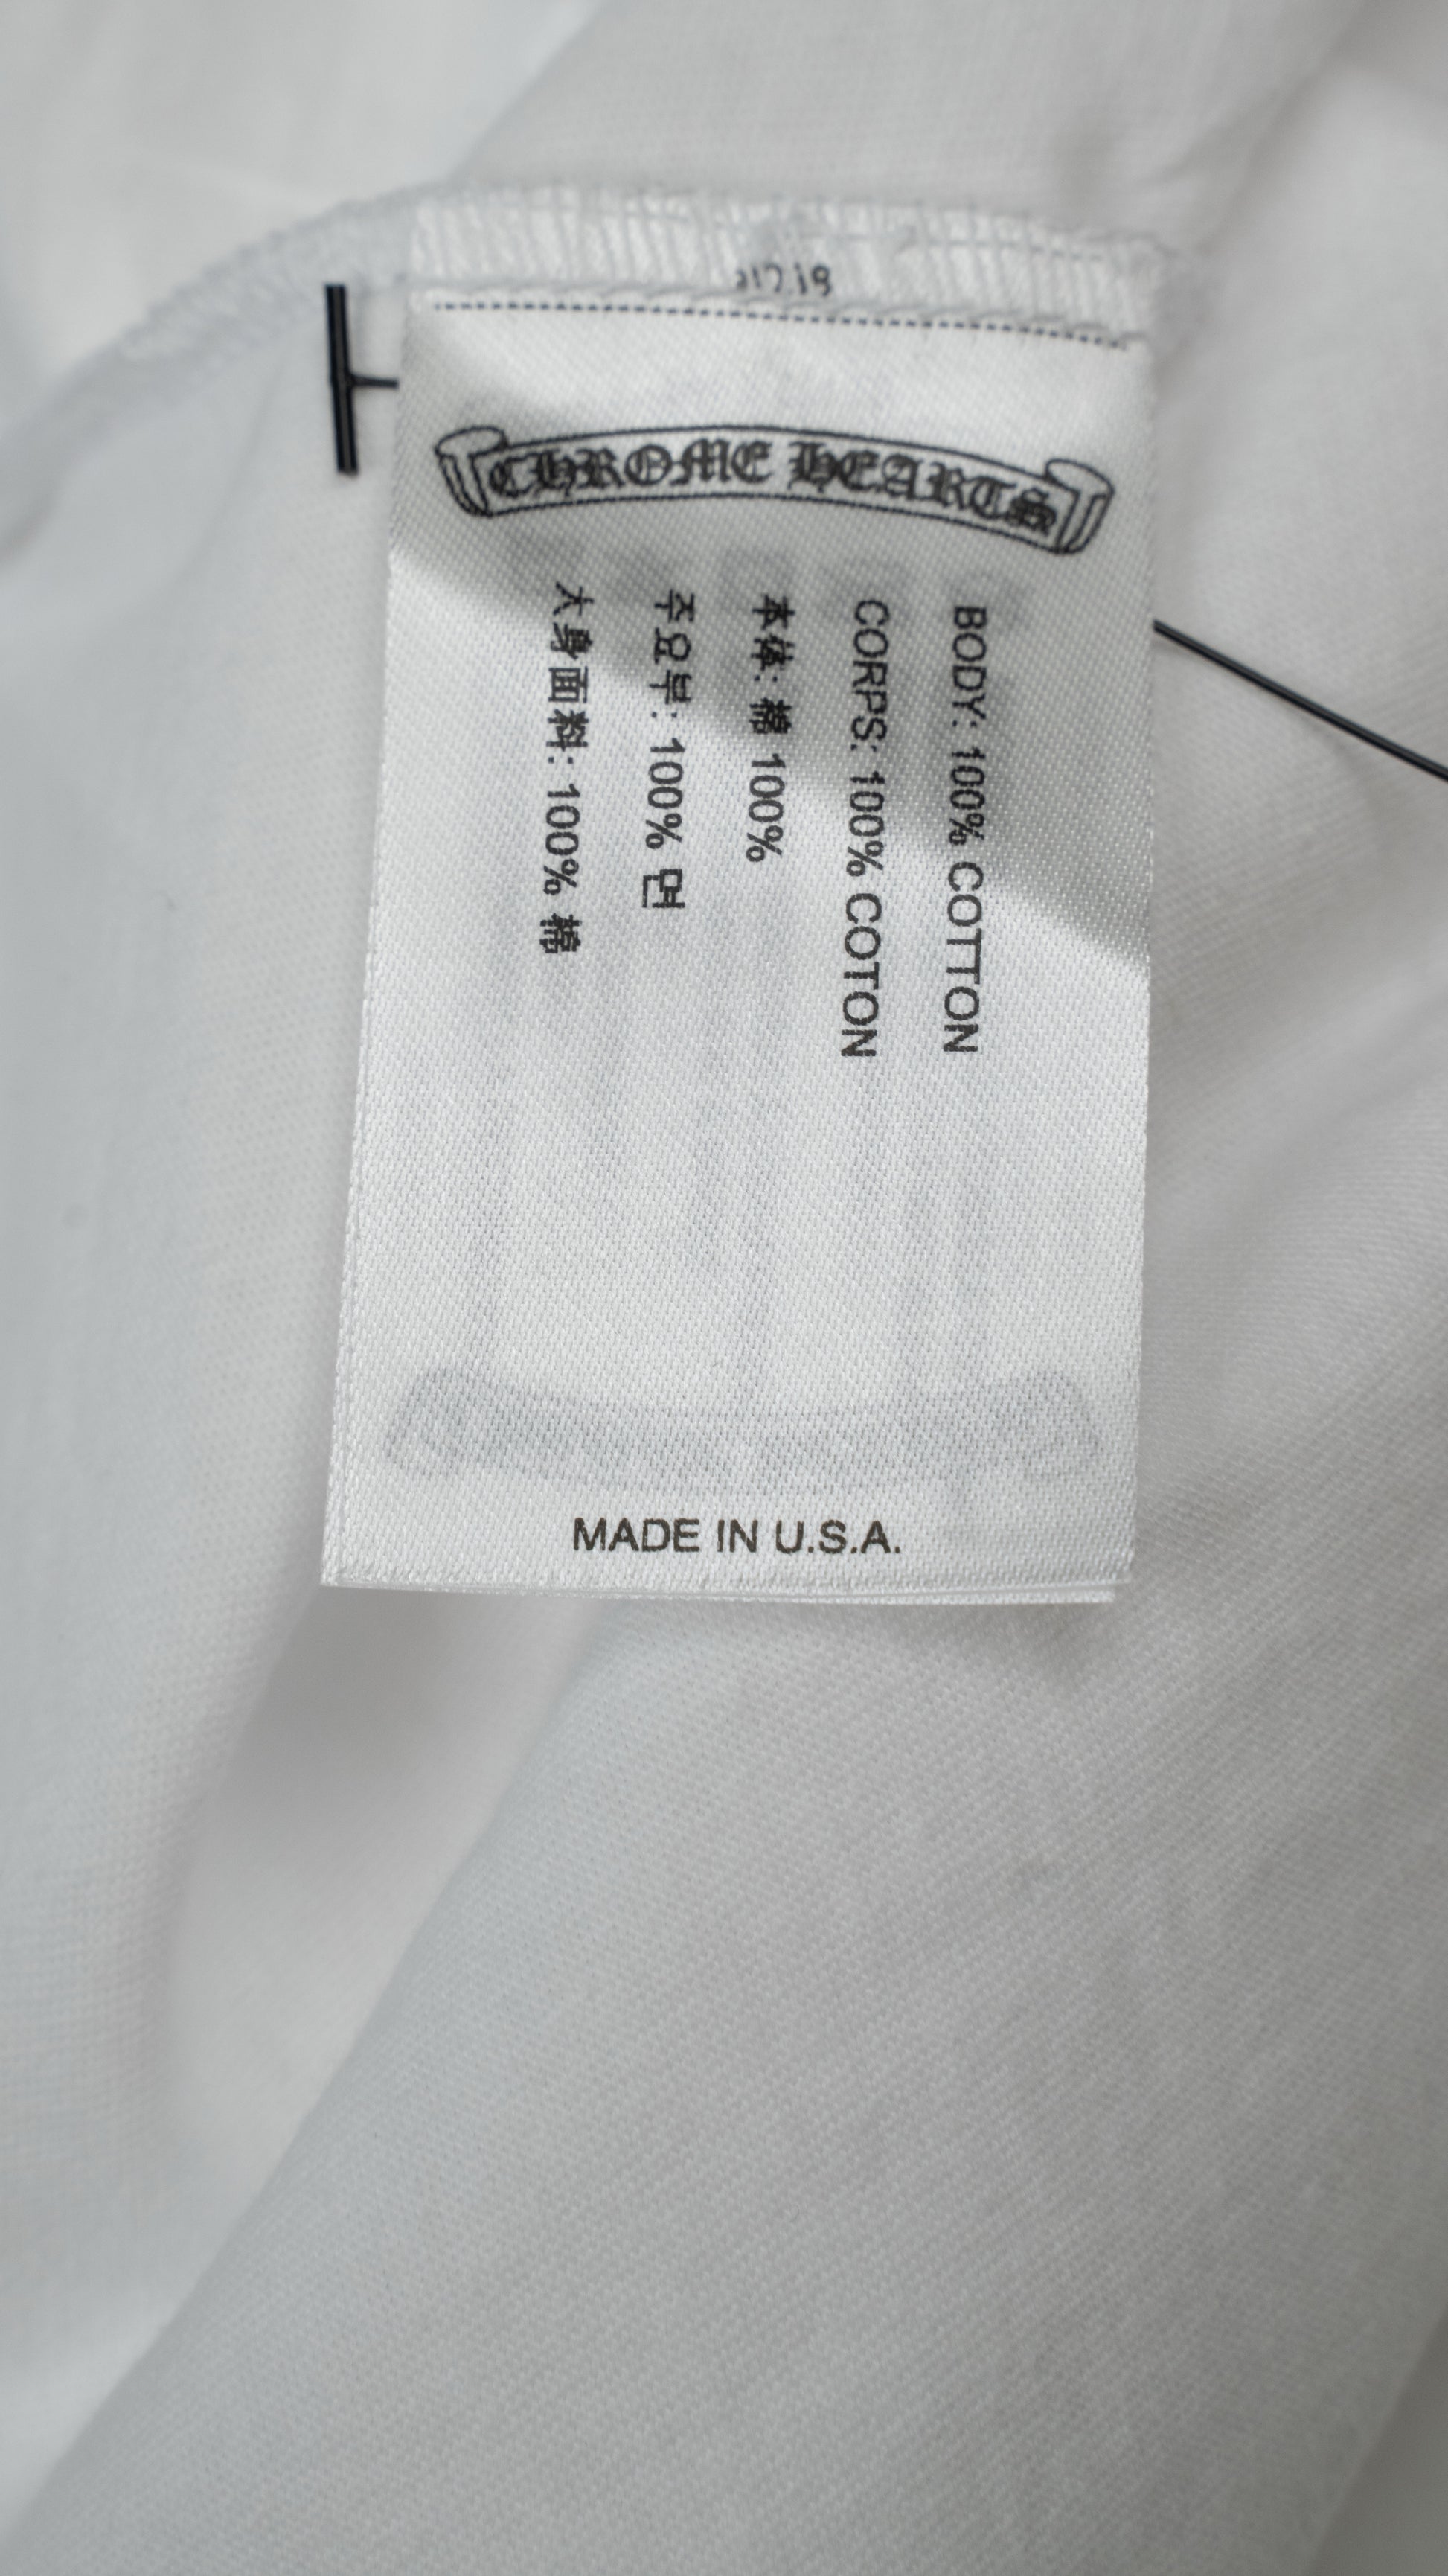 CHROME HEARTS
BODY: 100% COTTON
CORPS: 100% COTON
本体: 綿 100%
주요부: 100% 면
大身面料: 100% 棉
MADE IN U.S.A.